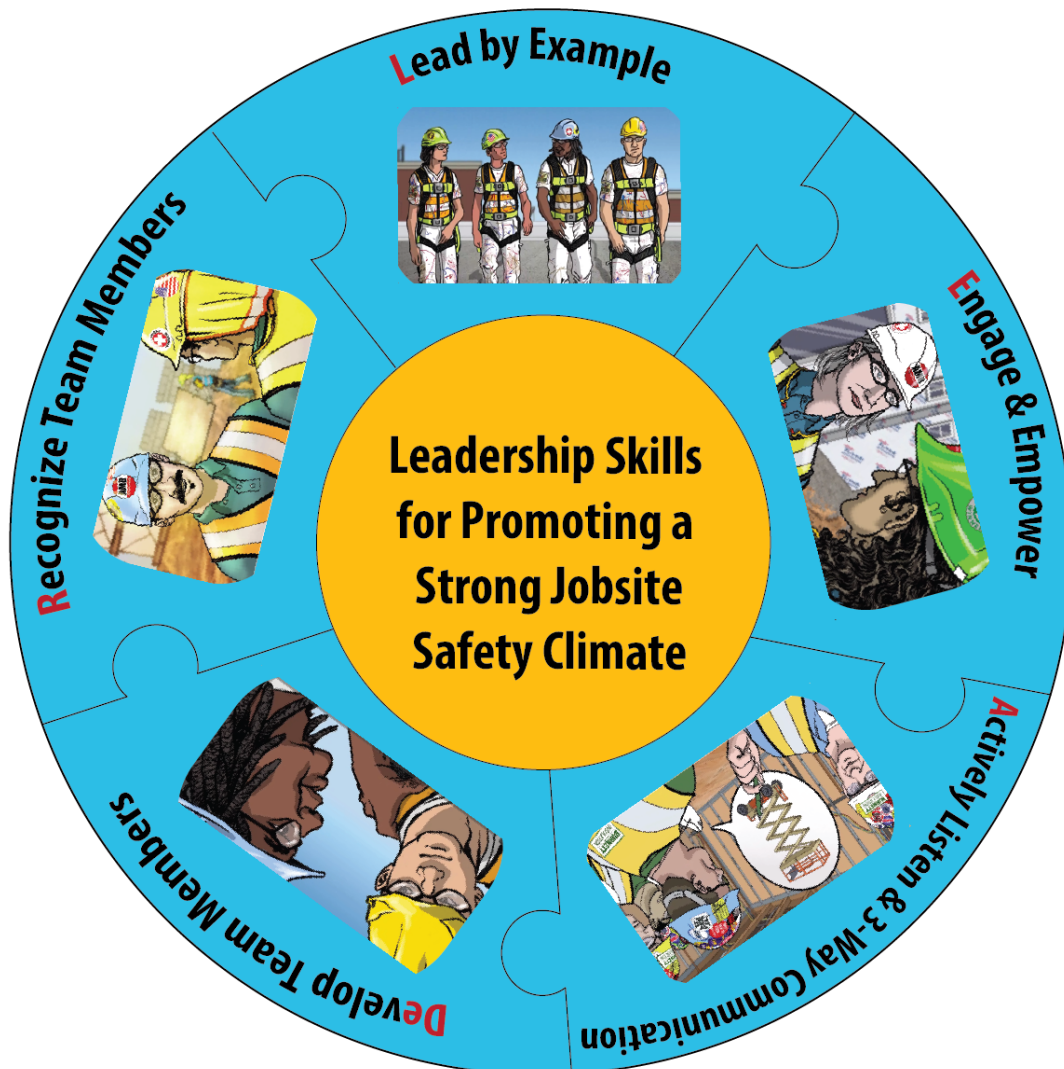 Lead by Example
Engage & Empower
Actively Listen & 3-Way Communication
Develop Team Members
Recognize Team Members
Leadership Skills
for Promoting a
Strong Jobsite
Safety Climate